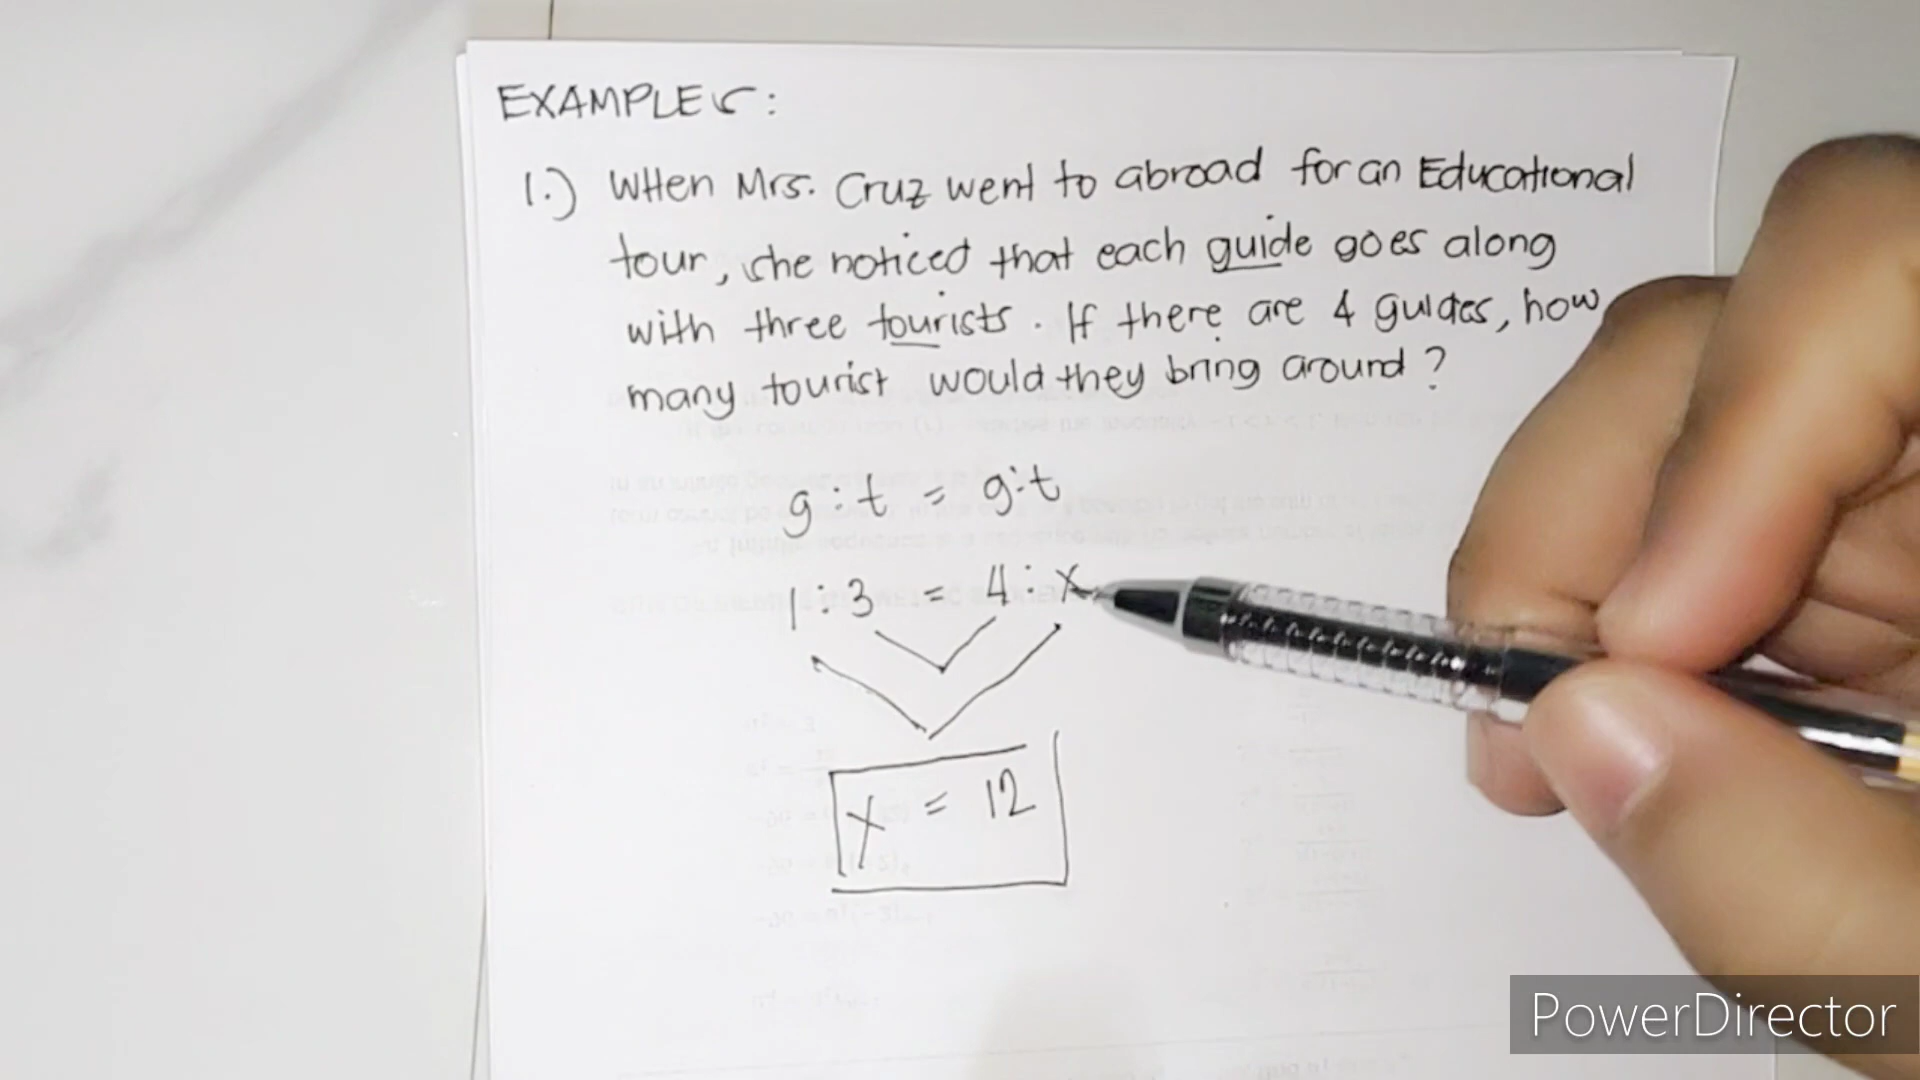 EXAMPLES:
1.) WHen Mrs. Cruz went to abroad for an Educational
tour, she noticed that each guide goes along
with three tourists. If there are 4 guides, how
many tourist would they bring around?
g:t = g:t
1:3 = 4:x
x = 12
PowerDirector